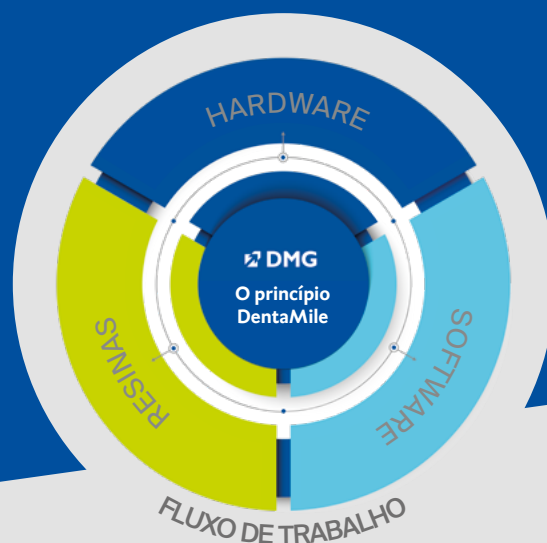 HARDWARE
DMG
O princípio
DentaMile
RESINAS
SOFTWARE
FLUXO DE TRABALHO